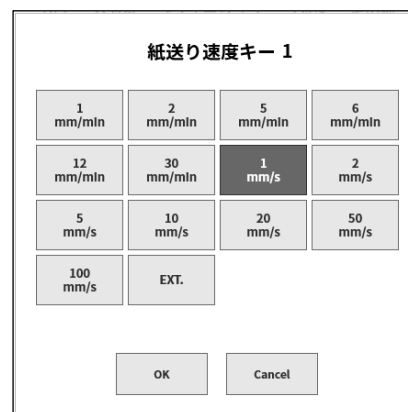 紙送り速度キー 1
1 mm/min
2 mm/min
5 mm/min
6 mm/min
12 mm/min
30 mm/min
1 mm/s
2 mm/s
5 mm/s
10 mm/s
20 mm/s
50 mm/s
100 mm/s
EXT.
OK
Cancel